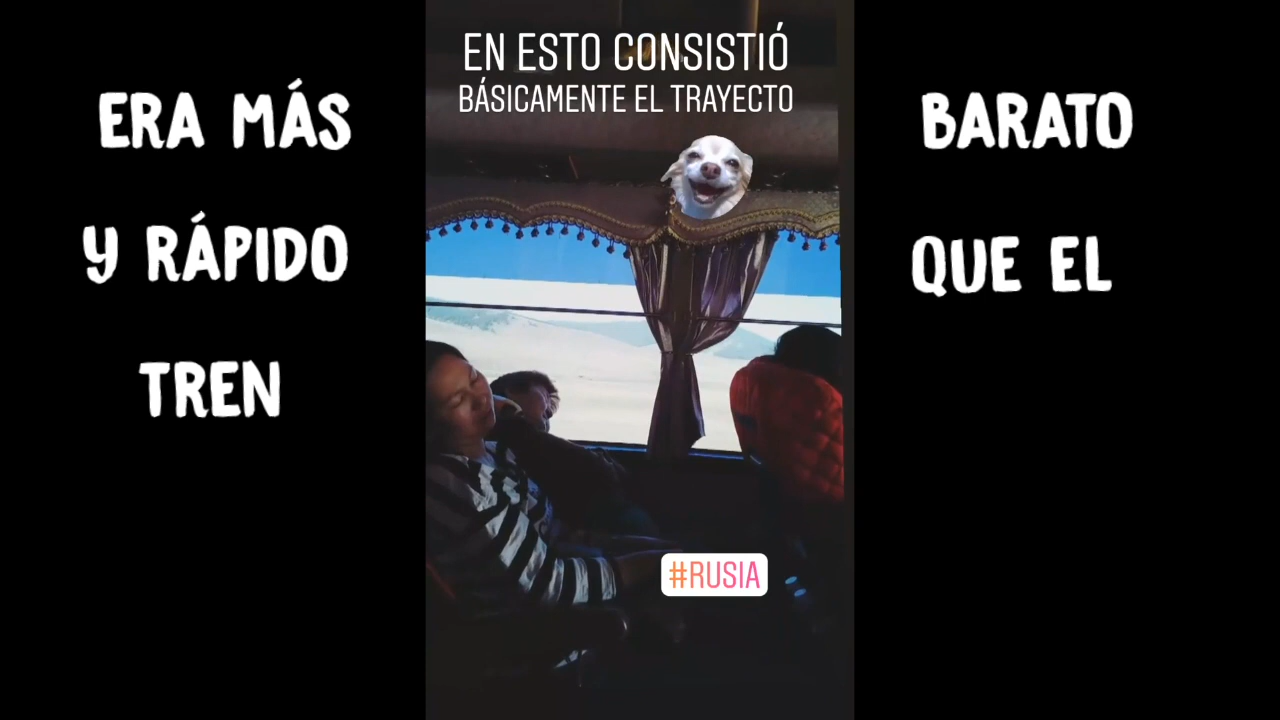 EN ESTO CONSISTIÓ
BÁSICAMENTE EL TRAYECTO
ERA MÁS BARATO
Y RÁPIDO QUE EL
TREN
#RUSIA